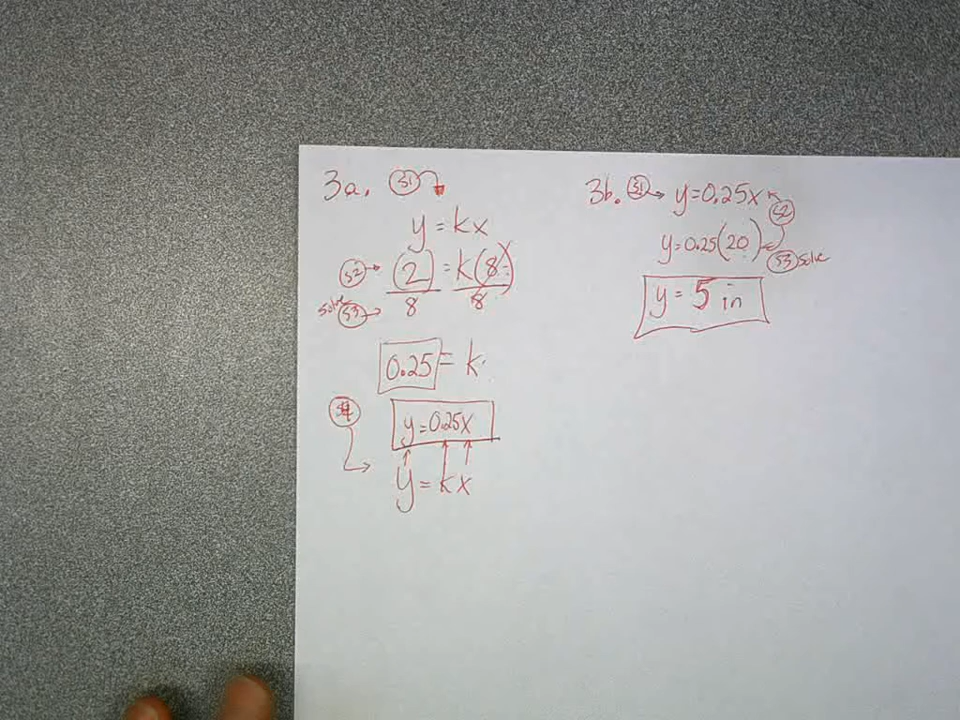 3a. S1
y = kx
S2 (2) = k(8)
solve S3 8 8
0.25 = k
S4 y=0.25x
y = kx
3b. S1 y=0.25x
S2
y=0.25(20)
S3 solve
y = 5 in